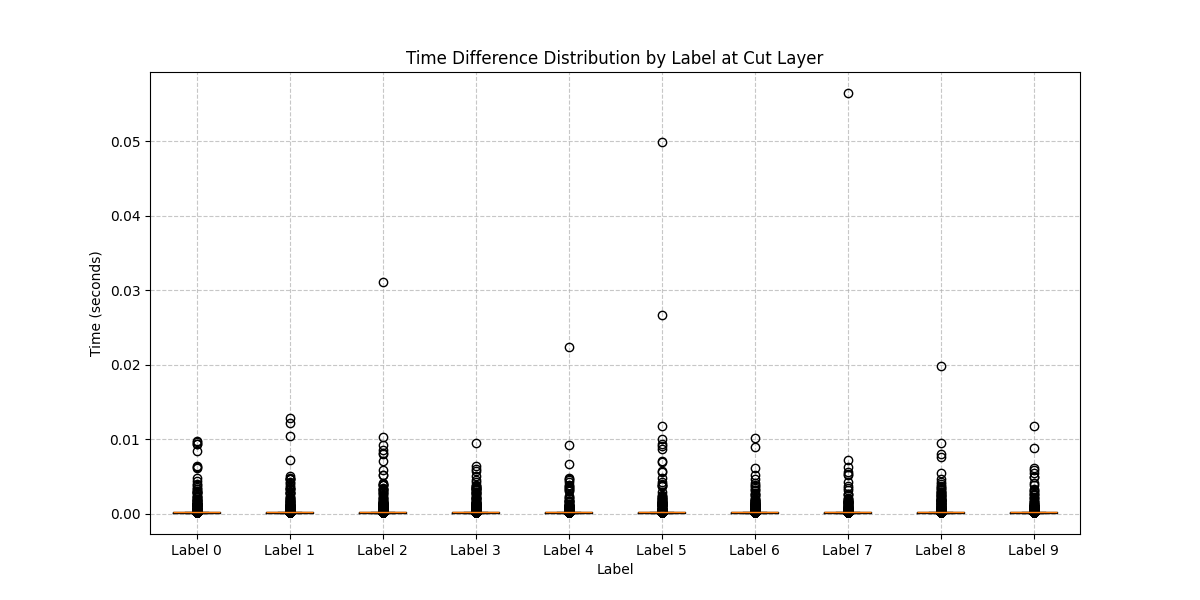 Time Difference Distribution by Label at Cut Layer
Time (seconds)
0.05
0.04
0.03
0.02
0.01
0.00
Label 0 Label 1 Label 2 Label 3 Label 4 Label 5 Label 6 Label 7 Label 8 Label 9
Label